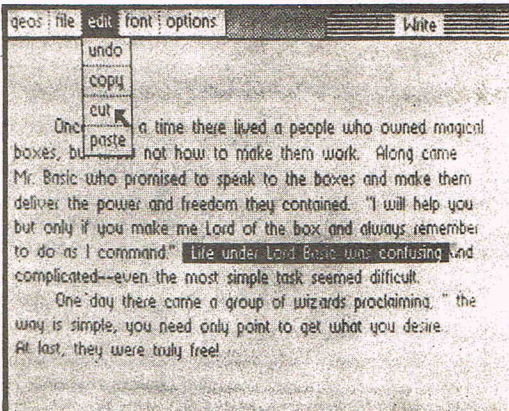 geos file edit font options Write
undo
copy
cut
paste
Onc a time there lived a people who owned magical
boxes, bu not how to make them work. Along came
Mr. Basic who promised to speak to the boxes and make them
deliver the power and freedom they contained. "I will help you
but only if you make me Lord of the box and always remember
to do as I command." Life under Lord Basic was confusing and
complicated--even the most simple task seemed difficult.
One day there came a group of wizards proclaiming, " the
way is simple, you need only point to get what you desire.
At last, they were truly free!